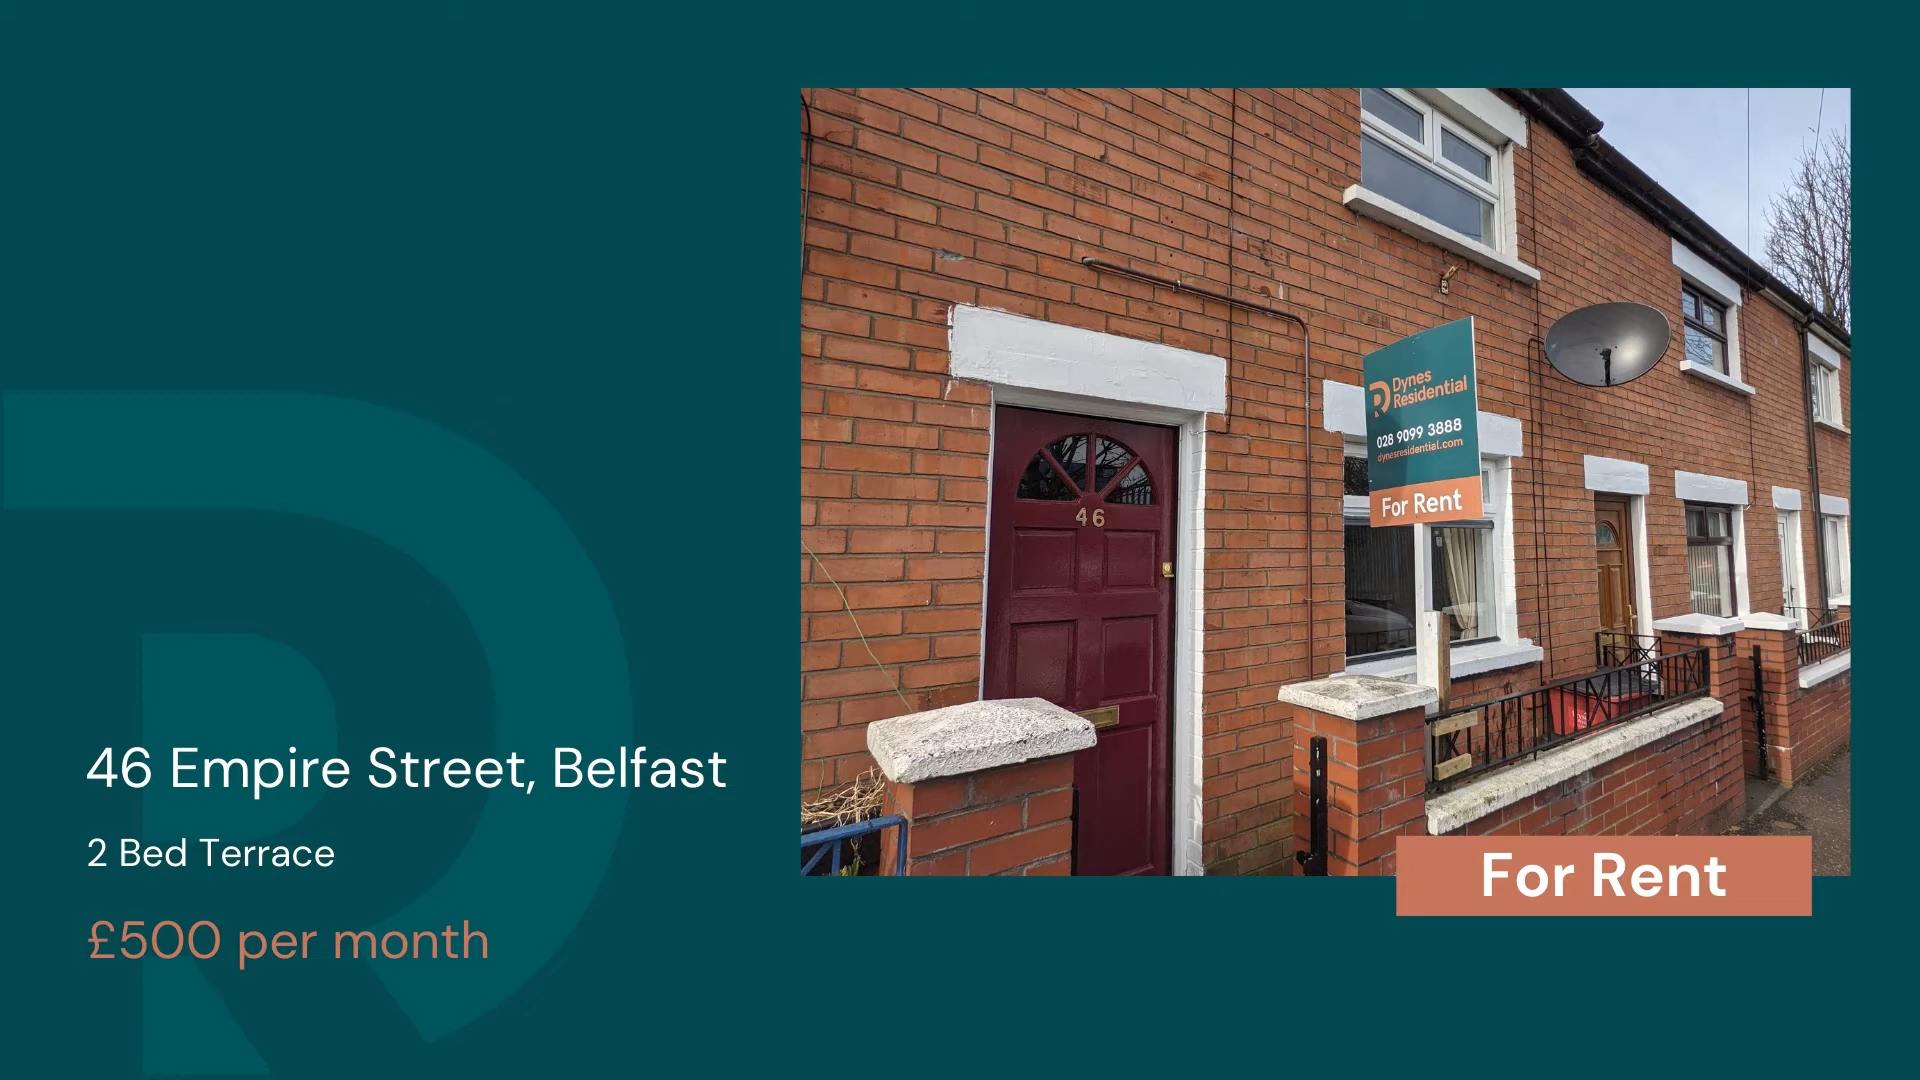 46 Empire Street, Belfast
2 Bed Terrace
£500 per month
46
Dynes
Residential
028 9099 3888
dynesresidential.com
For Rent
For Rent